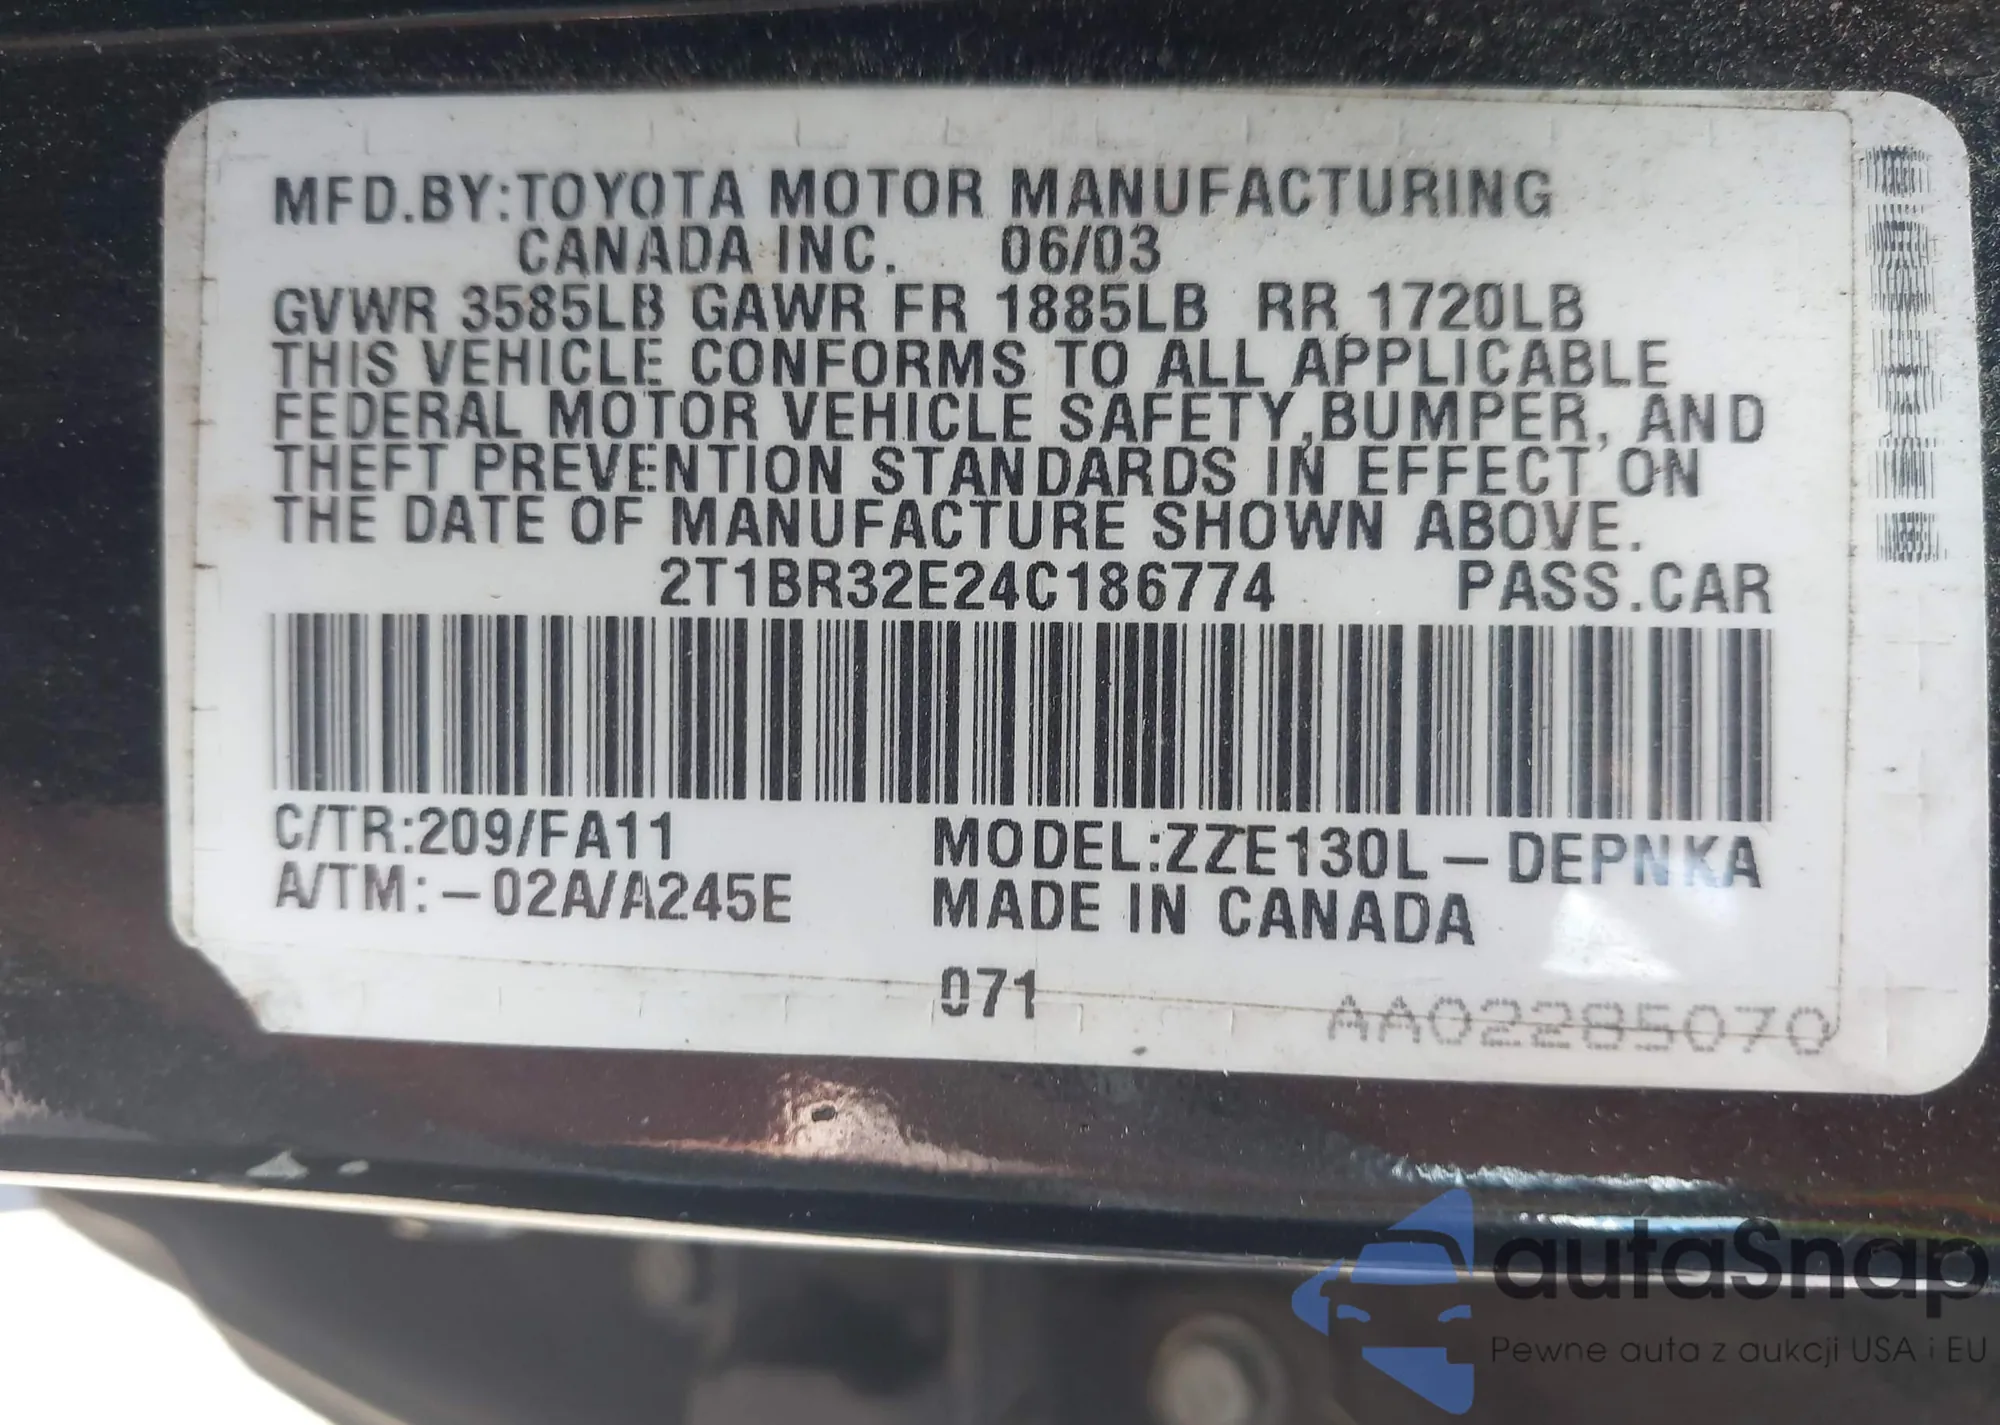 MFD.BY:TOYOTA MOTOR MANUFACTURING
CANADA INC. 06/03
GVWR 3585LB GAWR FR 1885LB RR 1720LB
THIS VEHICLE CONFORMS TO ALL APPLICABLE
FEDERAL MOTOR VEHICLE SAFETY,BUMPER, AND
THEFT PREVENTION STANDARDS IN EFFECT ON
THE DATE OF MANUFACTURE SHOWN ABOVE.
2T1BR32E24C186774 PASS.CAR
C/TR:209/FA11
A/TM:-02A/A245E
MODEL:ZZE130L-DEPNKA
MADE IN CANADA
071
AA02285070
autaSnap
Pewne auta z aukcji USA i EU